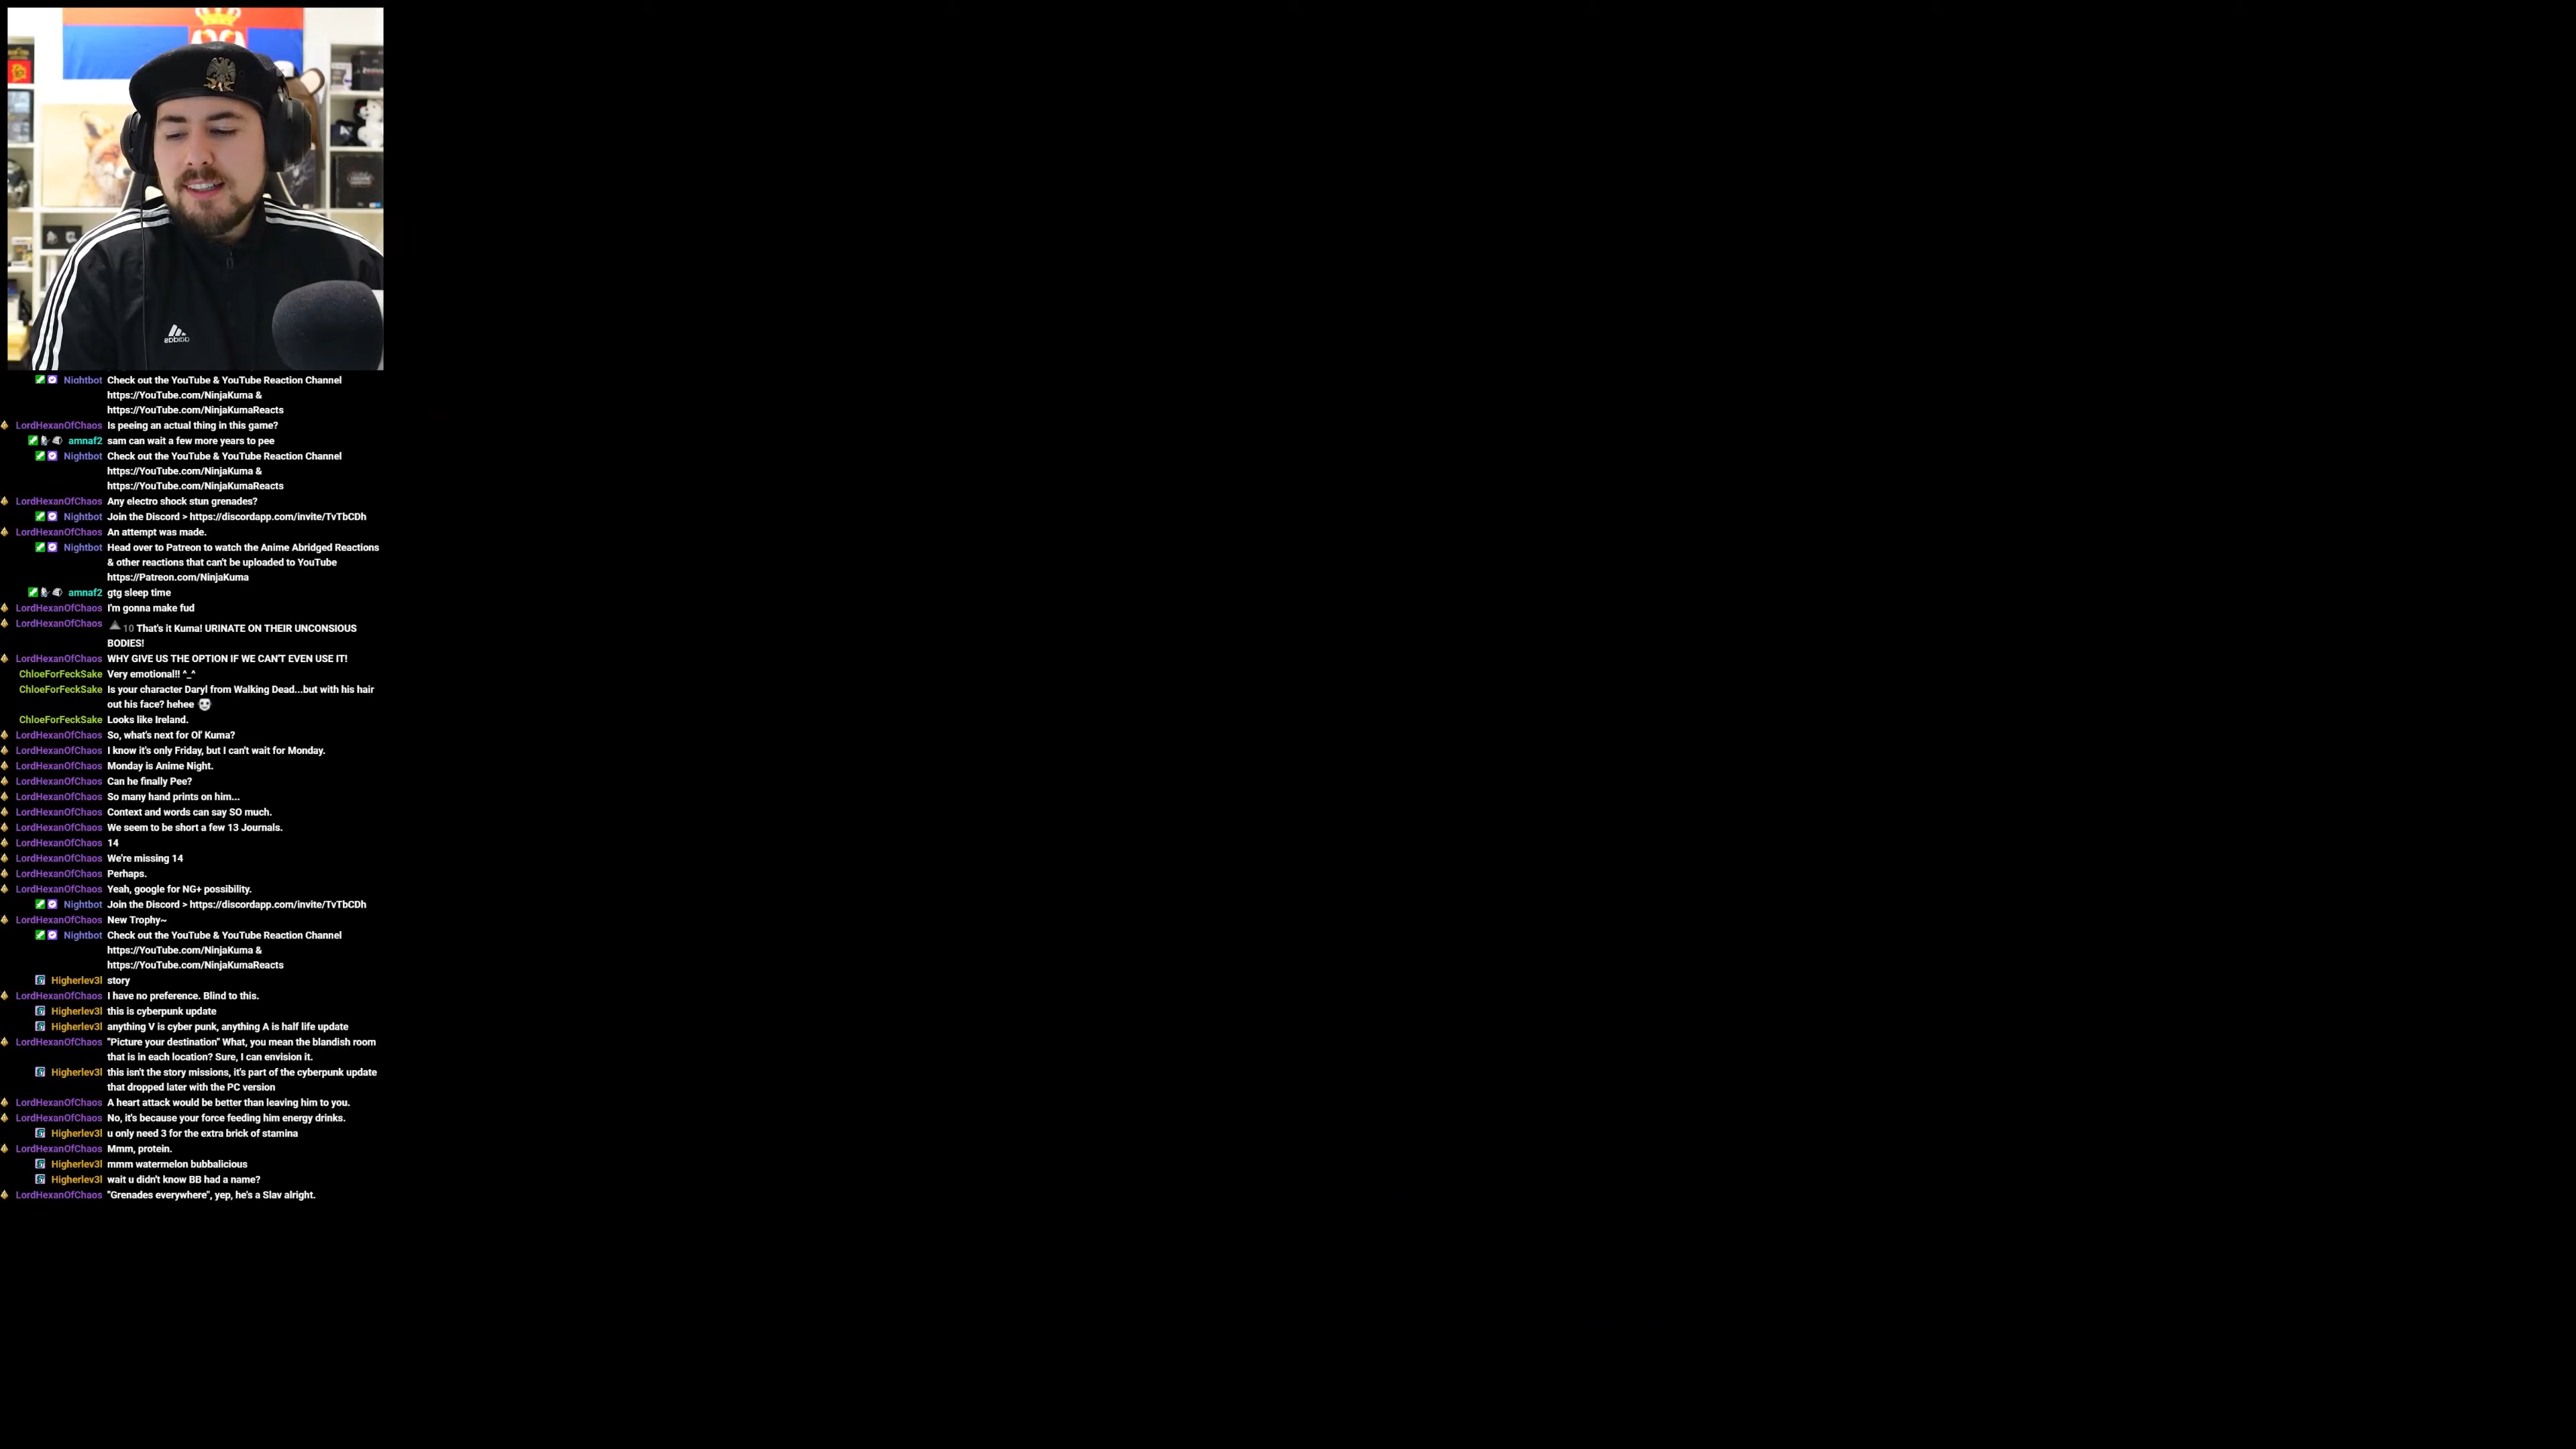 adidas
Nightbot Check out the YouTube & YouTube Reaction Channel
https://YouTube.com/NinjaKuma &
https://YouTube.com/NinjaKumaReacts
LordHexanOfChaos Is peeing an actual thing in this game?
amnaf2 sam can wait a few more years to pee
Nightbot Check out the YouTube & YouTube Reaction Channel
https://YouTube.com/NinjaKuma &
https://YouTube.com/NinjaKumaReacts
LordHexanOfChaos Any electro shock stun grenades?
Nightbot Join the Discord > https://discordapp.com/invite/TvTbCDh
LordHexanOfChaos An attempt was made.
Nightbot Head over to Patreon to watch the Anime Abridged Reactions
& other reactions that can't be uploaded to YouTube
https://Patreon.com/NinjaKuma
amnaf2 gtg sleep time
LordHexanOfChaos I'm gonna make fud
LordHexanOfChaos 10 That's it Kuma! URINATE ON THEIR UNCONSIOUS
BODIES!
LordHexanOfChaos WHY GIVE US THE OPTION IF WE CAN'T EVEN USE IT!
ChloeForFeckSake Very emotional!! ^_^
ChloeForFeckSake Is your character Daryl from Walking Dead...but with his hair
out his face? hehee
ChloeForFeckSake Looks like Ireland.
LordHexanOfChaos So, what's next for Ol' Kuma?
LordHexanOfChaos I know it's only Friday, but I can't wait for Monday.
LordHexanOfChaos Monday is Anime Night.
LordHexanOfChaos Can he finally Pee?
LordHexanOfChaos So many hand prints on him...
LordHexanOfChaos Context and words can say SO much.
LordHexanOfChaos We seem to be short a few 13 Journals.
LordHexanOfChaos 14
LordHexanOfChaos We're missing 14
LordHexanOfChaos Perhaps.
LordHexanOfChaos Yeah, google for NG+ possibility.
Nightbot Join the Discord > https://discordapp.com/invite/TvTbCDh
LordHexanOfChaos New Trophy~
Nightbot Check out the YouTube & YouTube Reaction Channel
https://YouTube.com/NinjaKuma &
https://YouTube.com/NinjaKumaReacts
Higherlev3l story
LordHexanOfChaos I have no preference. Blind to this.
Higherlev3l this is cyberpunk update
Higherlev3l anything V is cyber punk, anything A is half life update
LordHexanOfChaos "Picture your destination" What, you mean the blandish room
that is in each location? Sure, I can envision it.
Higherlev3l this isn't the story missions, it's part of the cyberpunk update
that dropped later with the PC version
LordHexanOfChaos A heart attack would be better than leaving him to you.
LordHexanOfChaos No, it's because your force feeding him energy drinks.
Higherlev3l u only need 3 for the extra brick of stamina
LordHexanOfChaos Mmm, protein.
Higherlev3l mmm watermelon bubbalicious
Higherlev3l wait u didn't know BB had a name?
LordHexanOfChaos "Grenades everywhere", yep, he's a Slav alright.